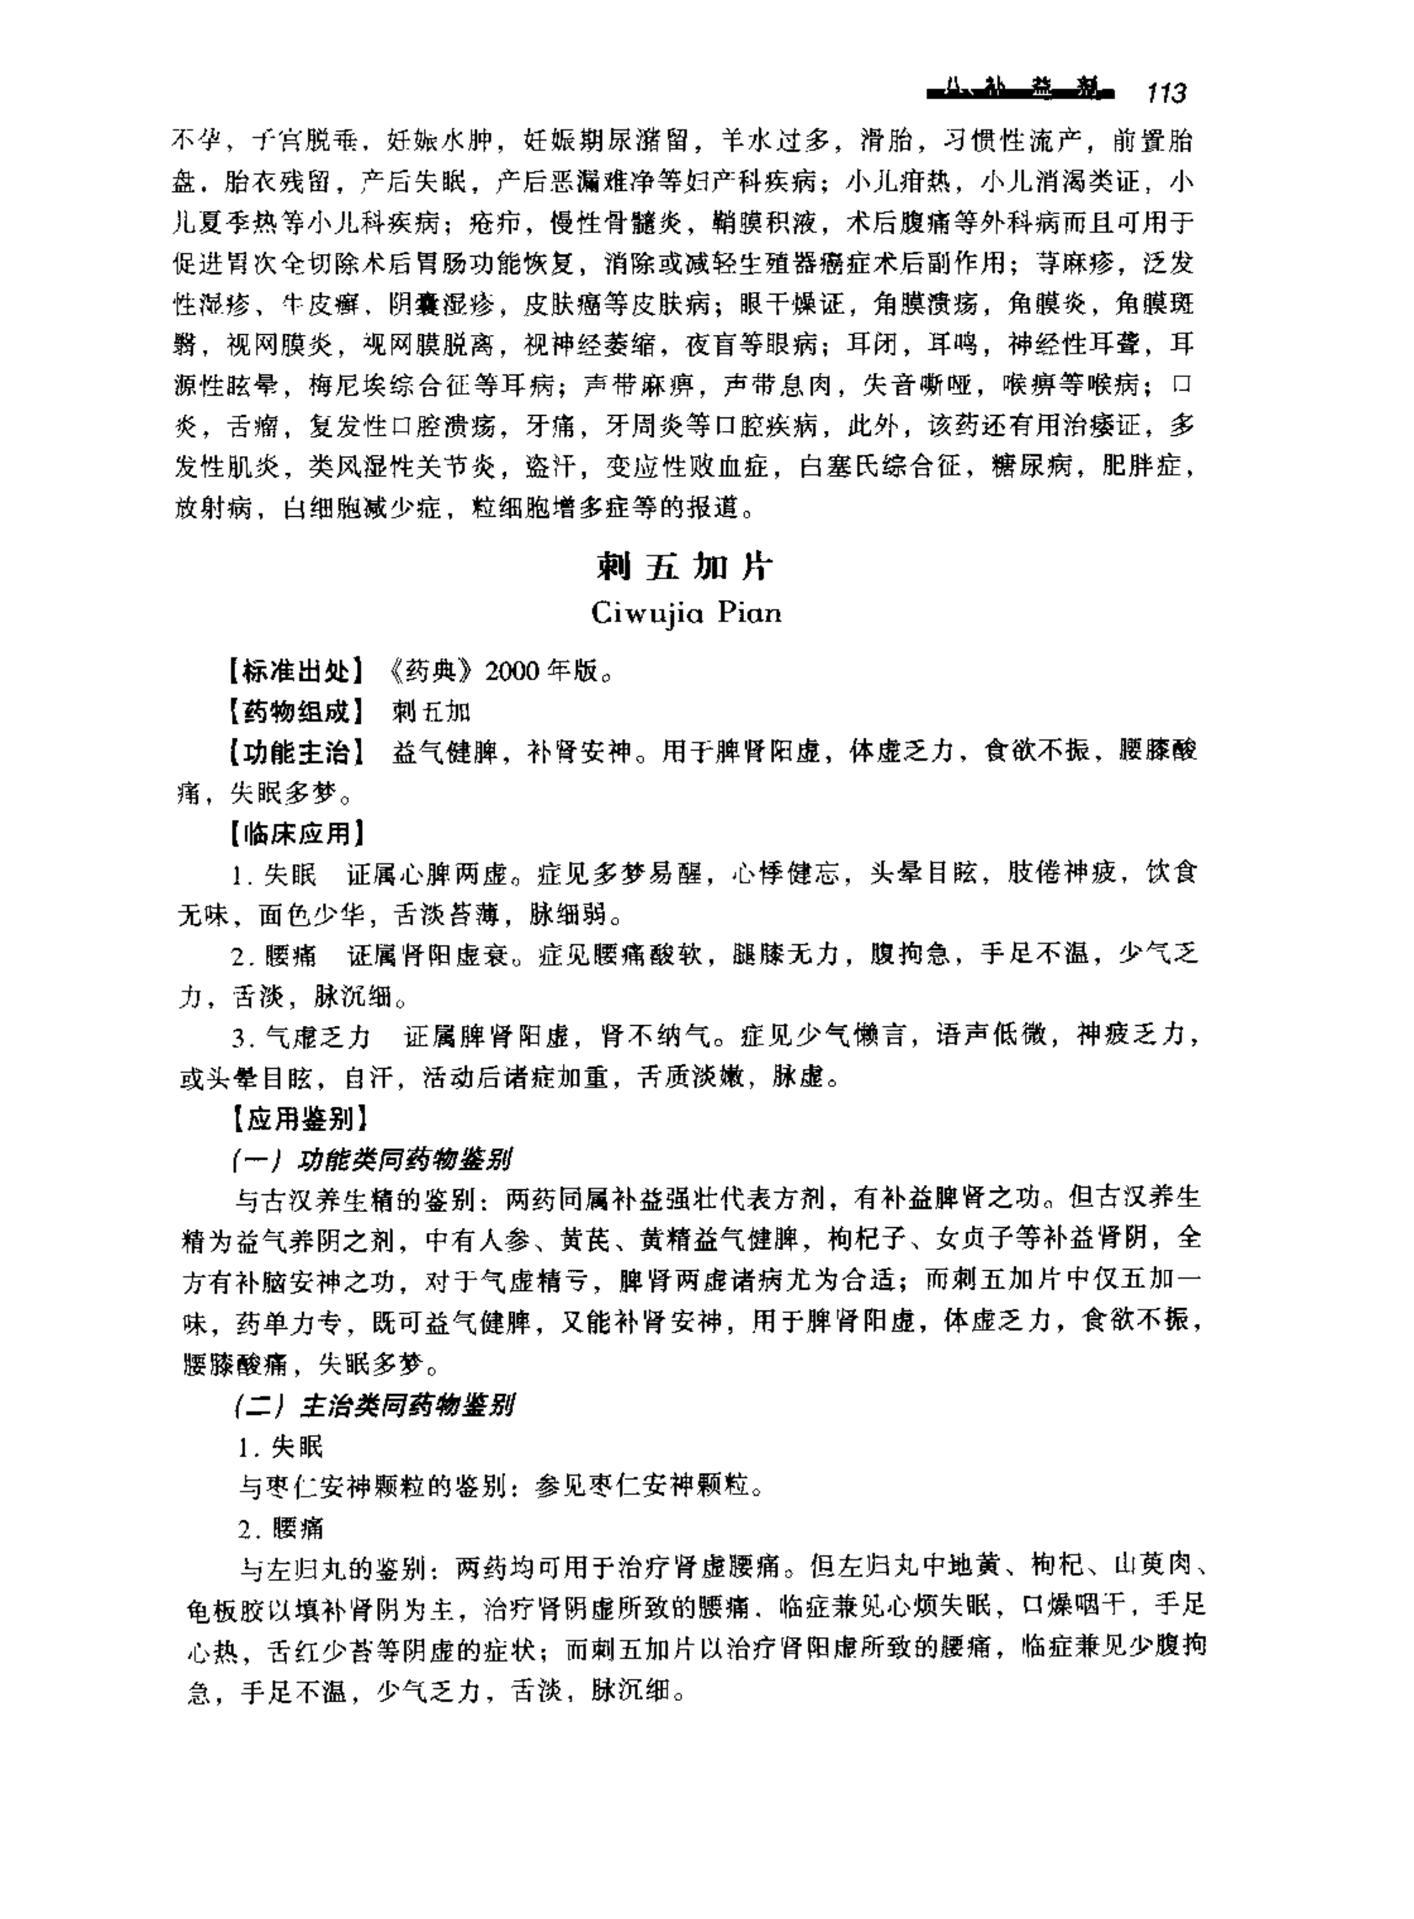 八、补益剂 113
不孕，子宫脱垂，妊娠水肿，妊娠期尿潴留，羊水过多，滑胎，习惯性流产，前置胎
盘，胎衣残留，产后失眠，产后恶漏难净等妇产科疾病；小儿疳热，小儿消渴类证，小
儿夏季热等小儿科疾病；疮疖，慢性骨髓炎，鞘膜积液，术后腹痛等外科病而且可用于
促进胃次全切除术后胃肠功能恢复，消除或减轻生殖器癌症术后副作用；荨麻疹，泛发
性湿疹、牛皮癣，阴囊湿疹，皮肤癌等皮肤病；眼干燥证，角膜溃疡，角膜炎，角膜斑
翳，视网膜炎，视网膜脱离，视神经萎缩，夜盲等眼病；耳闭，耳鸣，神经性耳聋，耳
源性眩晕，梅尼埃综合征等耳病；声带麻痹，声带息肉，失音嘶哑，喉痹等喉病；口
炎，舌瘤，复发性口腔溃疡，牙痛，牙周炎等口腔疾病，此外，该药还有用治痿证，多
发性肌炎，类风湿性关节炎，盗汗，变应性败血症，白塞氏综合征，糖尿病，肥胖症，
放射病，白细胞减少症，粒细胞增多症等的报道。
刺五加片
Ciwujia Pian
【标准出处】《药典》2000年版。
【药物组成】 刺五加
【功能主治】 益气健脾，补肾安神。用于脾肾阳虚，体虚乏力，食欲不振，腰膝酸
痛，失眠多梦。
【临床应用】
1. 失眠 证属心脾两虚。症见多梦易醒，心悸健忘，头晕目眩，肢倦神疲，饮食
无味，面色少华，舌淡苔薄，脉细弱。
2. 腰痛 证属肾阳虚衰。症见腰痛酸软，腿膝无力，腹拘急，手足不温，少气乏
力，舌淡，脉沉细。
3. 气虚乏力 证属脾肾阳虚，肾不纳气。症见少气懒言，语声低微，神疲乏力，
或头晕目眩，自汗，活动后诸症加重，舌质淡嫩，脉虚。
【应用鉴别】
（一）功能类同药物鉴别
与古汉养生精的鉴别：两药同属补益强壮代表方剂，有补益脾肾之功。但古汉养生
精为益气养阴之剂，中有人参、黄芪、黄精益气健脾，枸杞子、女贞子等补益肾阴，全
方有补脑安神之功，对于气虚精亏，脾肾两虚诸病尤为合适；而刺五加片中仅五加一
味，药单力专，既可益气健脾，又能补肾安神，用于脾肾阳虚，体虚乏力，食欲不振，
腰膝酸痛，失眠多梦。
（二）主治类同药物鉴别
1. 失眠
与枣仁安神颗粒的鉴别：参见枣仁安神颗粒。
2. 腰痛
与左归丸的鉴别：两药均可用于治疗肾虚腰痛。但左归丸中地黄、枸杞、山萸肉、
龟板胶以填补肾阴为主，治疗肾阴虚所致的腰痛，临症兼见心烦失眠，口燥咽干，手足
心热，舌红少苔等阴虚的症状；而刺五加片以治疗肾阳虚所致的腰痛，临症兼见少腹拘
急，手足不温，少气乏力，舌淡，脉沉细。